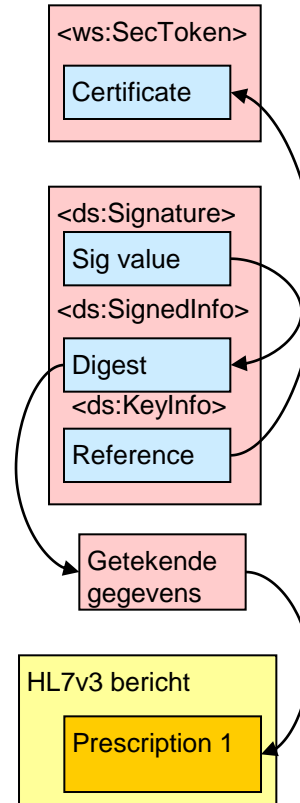 <ws:SecToken>
Certificate
<ds:Signature>
Sig value
<ds:SignedInfo>
Digest
<ds:KeyInfo>
Reference
Getekende
gegevens
HL7v3 bericht
Prescription 1